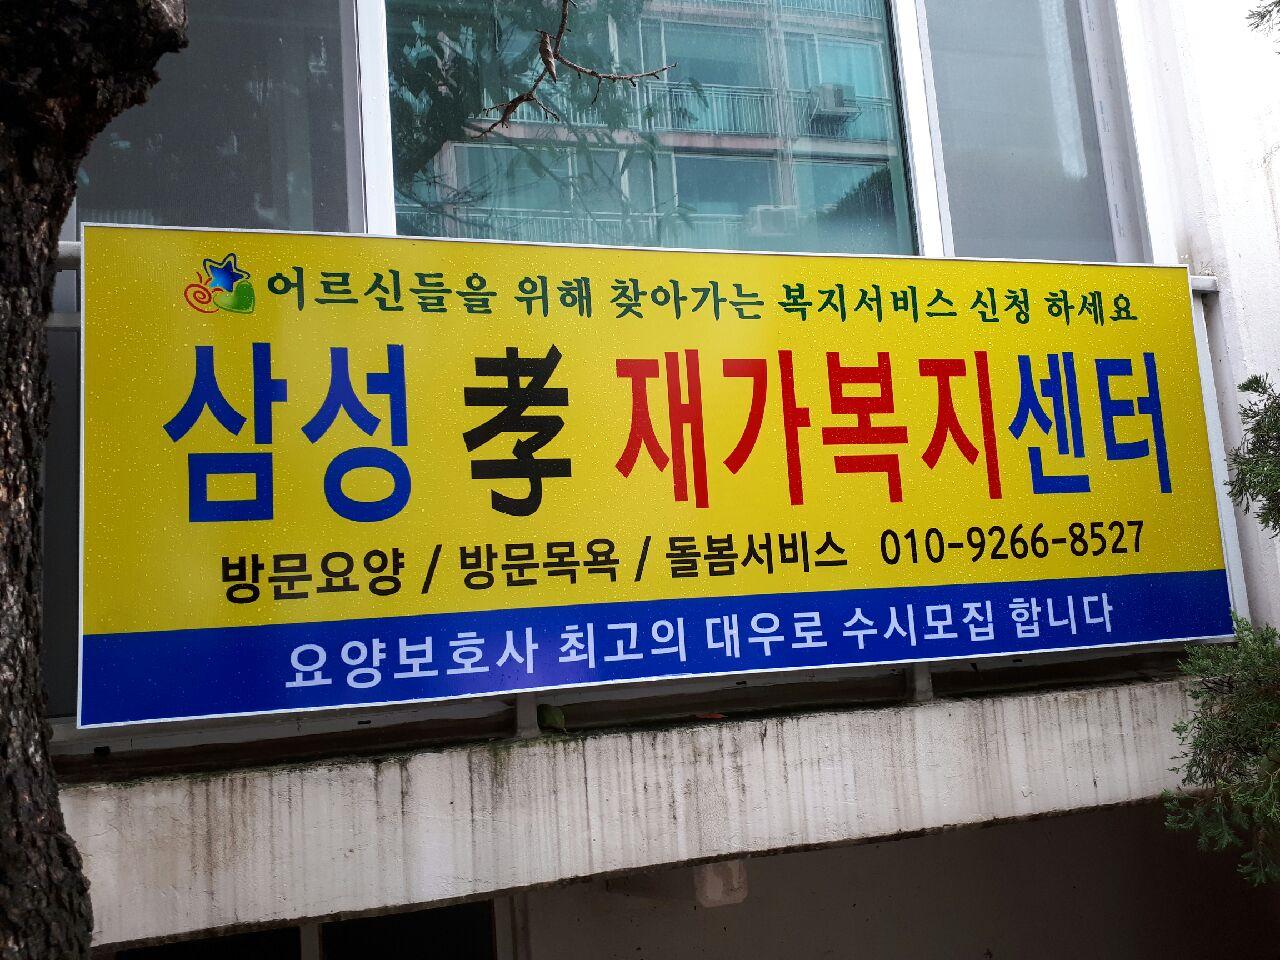 어르신들을 위해 찾아가는 복지서비스 신청 하세요
삼성 孝 재가복지센터
방문요양 / 방문목욕 / 돌봄서비스 010-9266-8527
요양보호사 최고의 대우로 수시모집 합니다